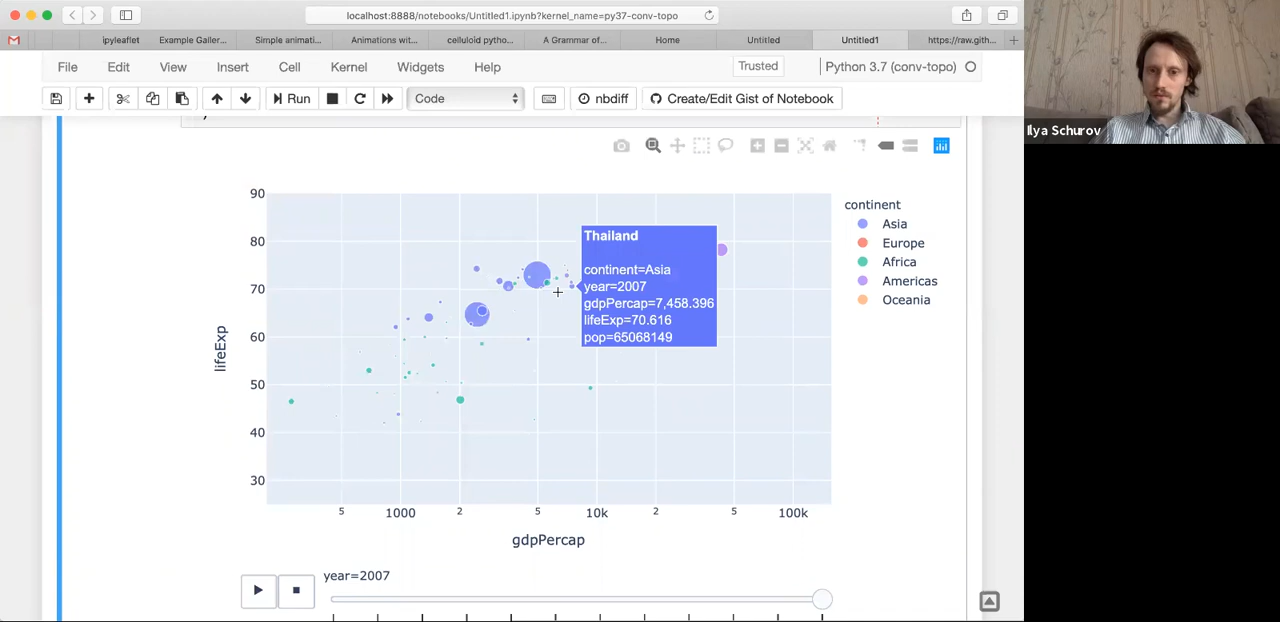 localhost:8888/notebooks/Untitled1.ipynb?kernel_name=py37-conv-topo
ipyleaflet
Example Galler...
Simple animati...
Animations wit...
celluloid pytho...
A Grammar of...
Home
Untitled
Untitled1
https://raw.gith...
File
Edit
View
Insert
Cell
Kernel
Widgets
Help
Trusted
Python 3.7 (conv-topo)
Run
Code
nbdiff
Create/Edit Gist of Notebook
Ilya Schurov
90
80
70
60
50
40
30
lifeExp
Thailand
continent=Asia
year=2007
gdpPercap=7,458.396
lifeExp=70.616
pop=65068149
continent
Asia
Europe
Africa
Americas
Oceania
5
1000
2
5
10k
2
5
100k
gdpPercap
year=2007